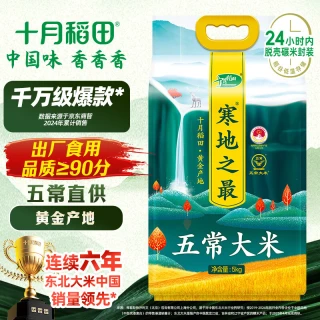 十月稻田®
中国味 香香香
千万级爆款*
数据来源于京东商智
2024年累计销售
出厂食用
品质≥90分
五常直供
黄金产地
连续六年
东北大米中国
销量领先*
24小时内
脱壳碳米封装
寒地之最
十月稻田·黄金产地
五常大米
净含量:5kg